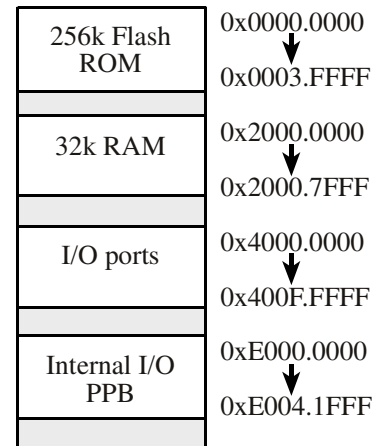 256k Flash
ROM
0x0000.0000
0x0003.FFFF
32k RAM
0x2000.0000
0x2000.7FFF
I/O ports
0x4000.0000
0x400F.FFFF
Internal I/O
PPB
0xE000.0000
0xE004.1FFF